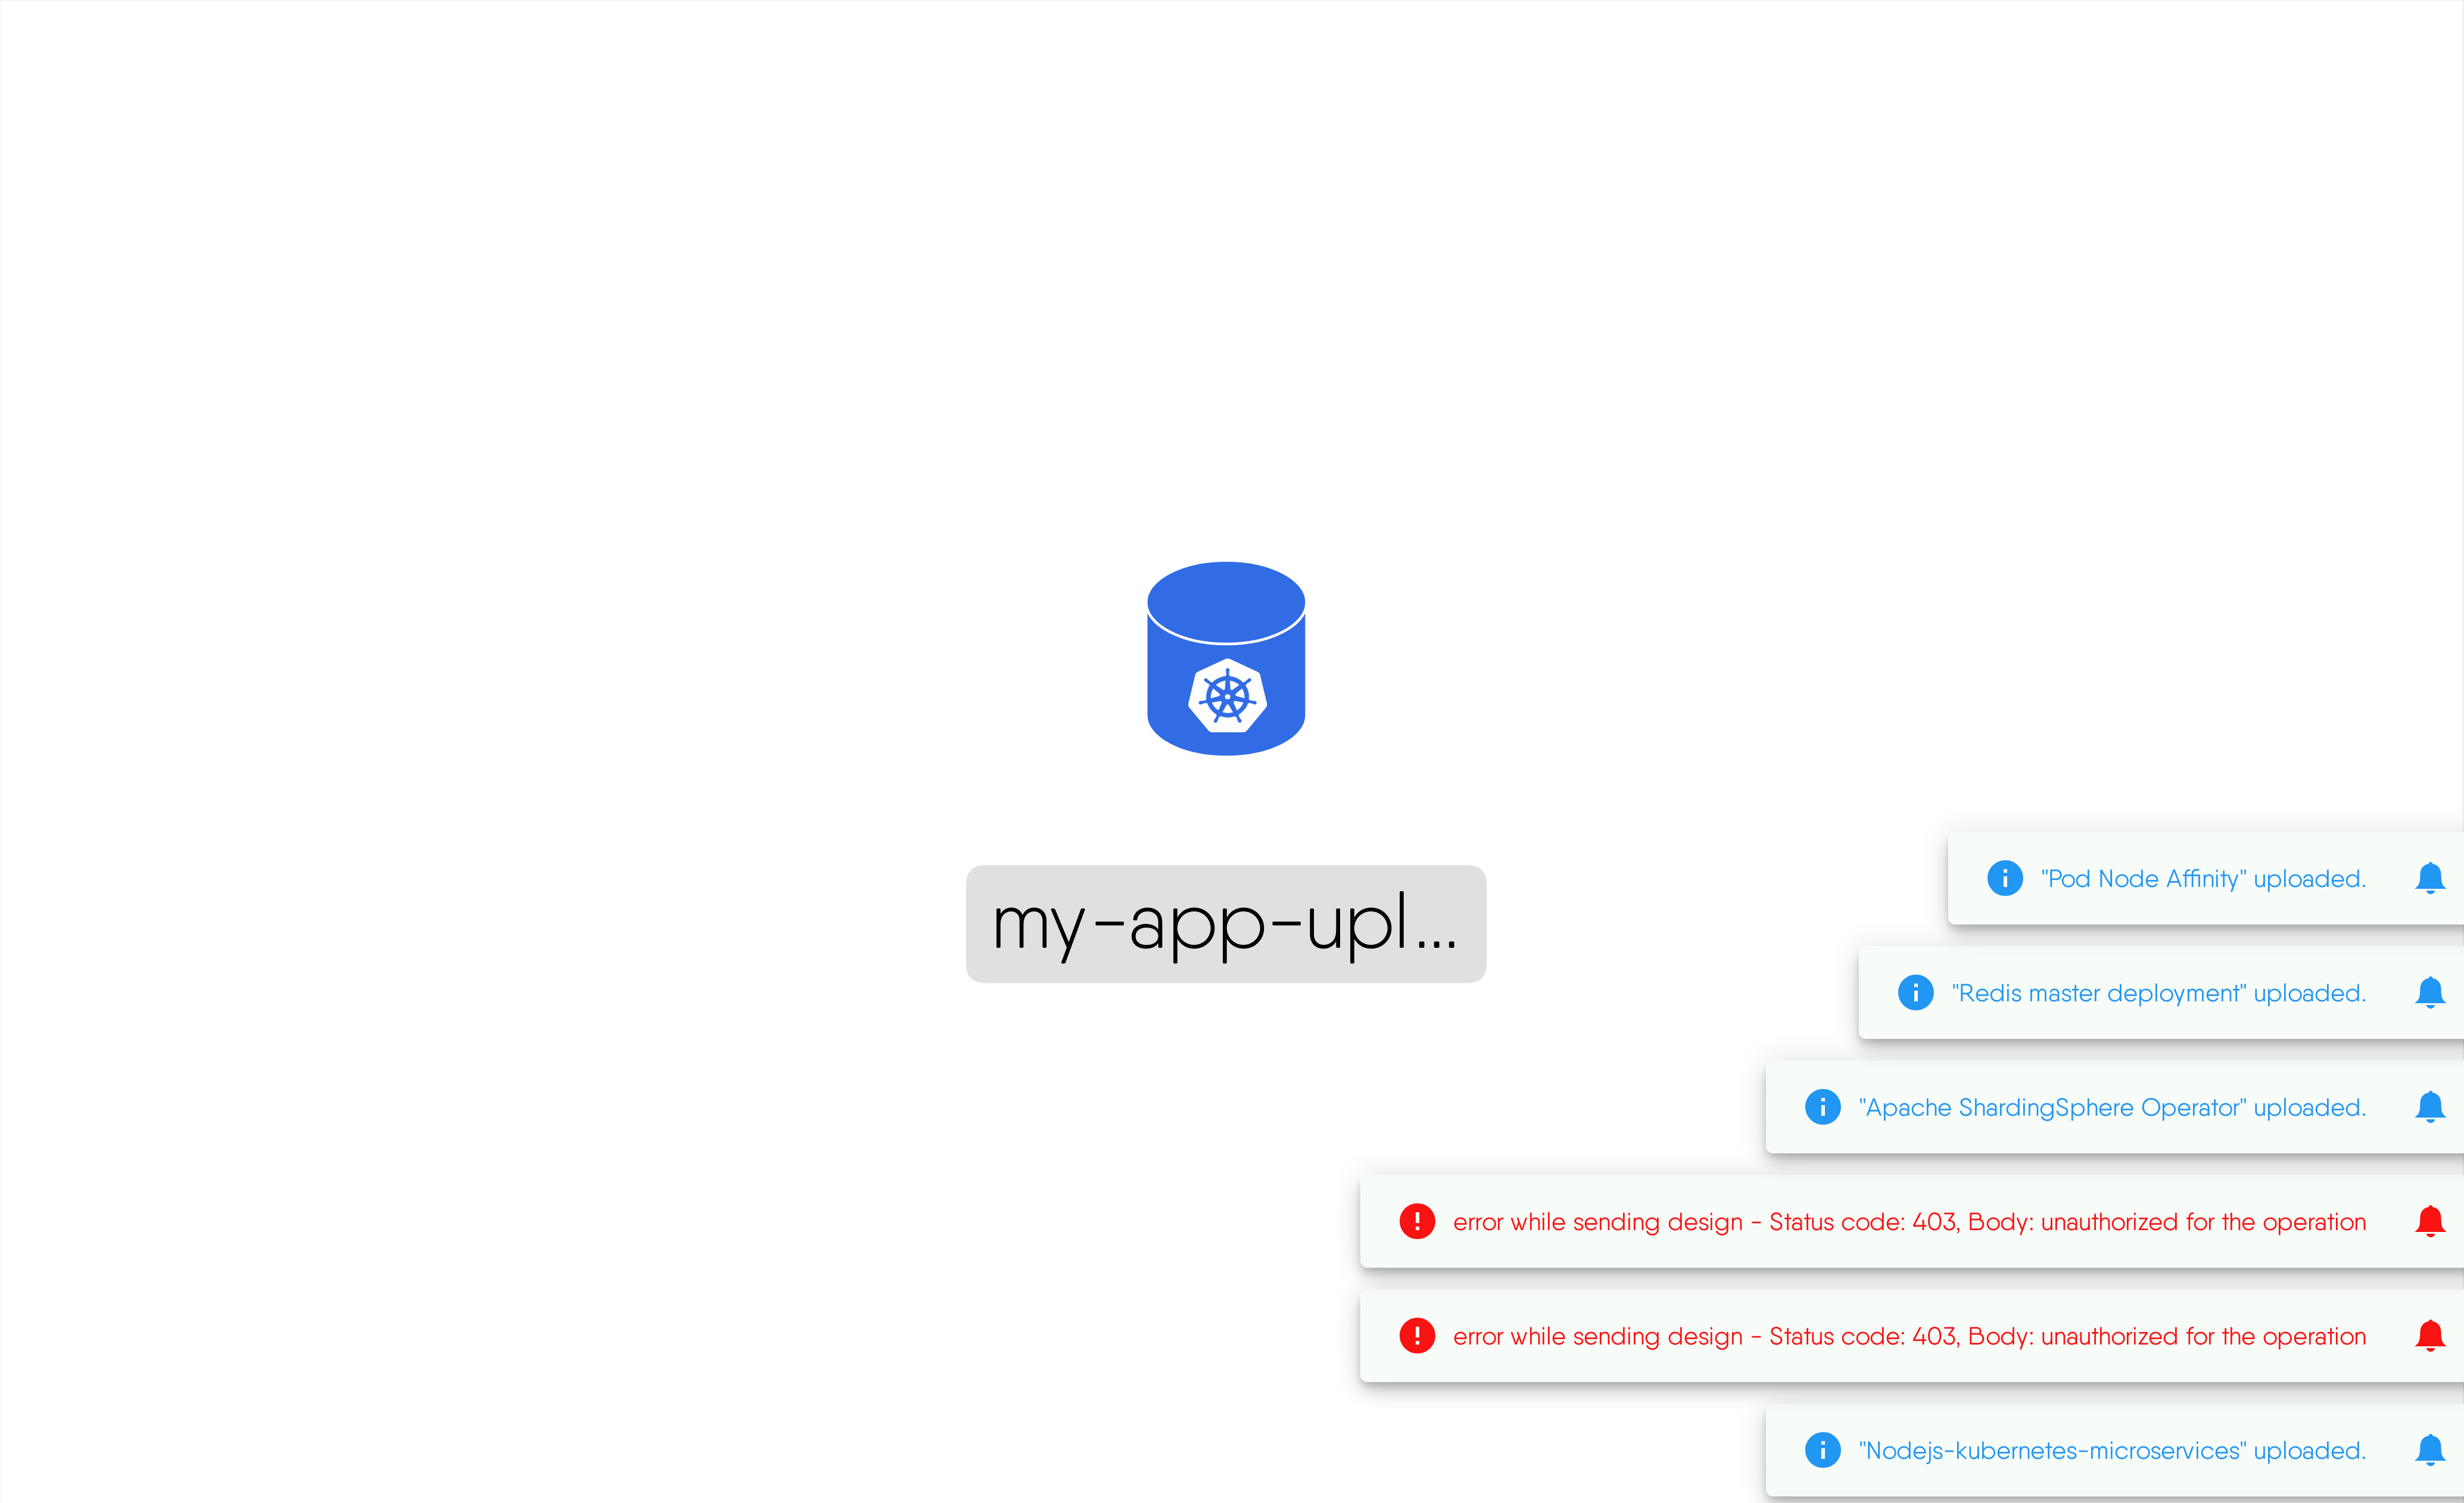 my-app-upl...
"Pod Node Affinity" uploaded.
"Redis master deployment" uploaded.
"Apache ShardingSphere Operator" uploaded.
error while sending design - Status code: 403, Body: unauthorized for the operation
error while sending design - Status code: 403, Body: unauthorized for the operation
"Nodejs-kubernetes-microservices" uploaded.